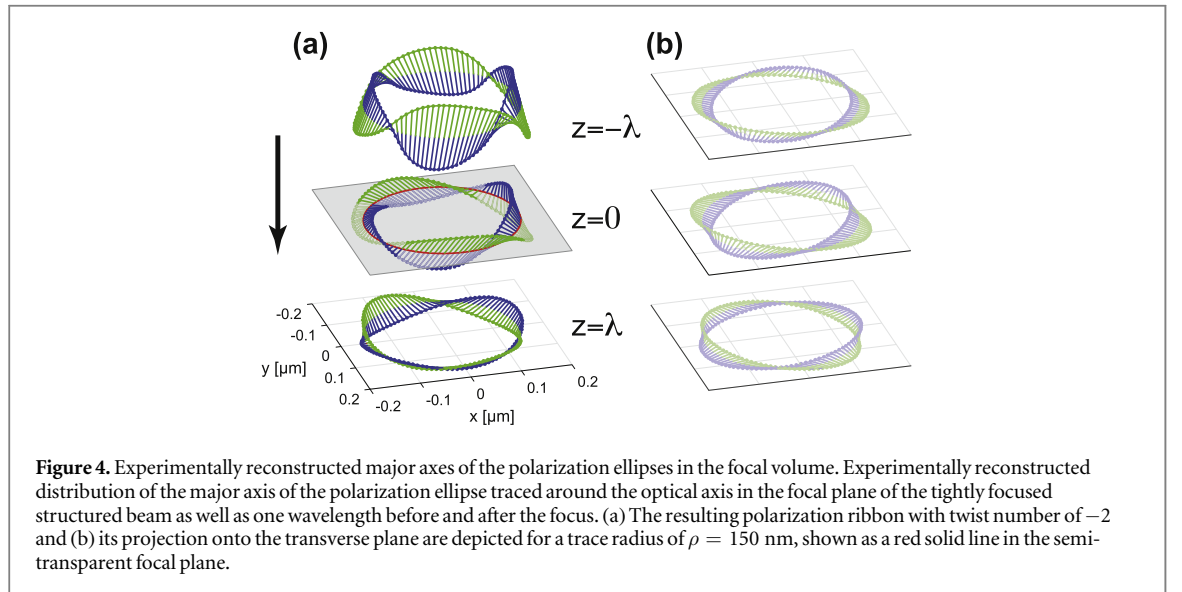 (a)
(b)
z=−λ
z=0
z=λ
-0.2
-0.1
0
0.1
0.2
y [µm]
-0.2
-0.1
0
0.1
0.2
x [µm]
Figure 4. Experimentally reconstructed major axes of the polarization ellipses in the focal volume. Experimentally reconstructed
distribution of the major axis of the polarization ellipse traced around the optical axis in the focal plane of the tightly focused
structured beam as well as one wavelength before and after the focus. (a) The resulting polarization ribbon with twist number of −2
and (b) its projection onto the transverse plane are depicted for a trace radius of ρ = 150 nm, shown as a red solid line in the semi-
transparent focal plane.